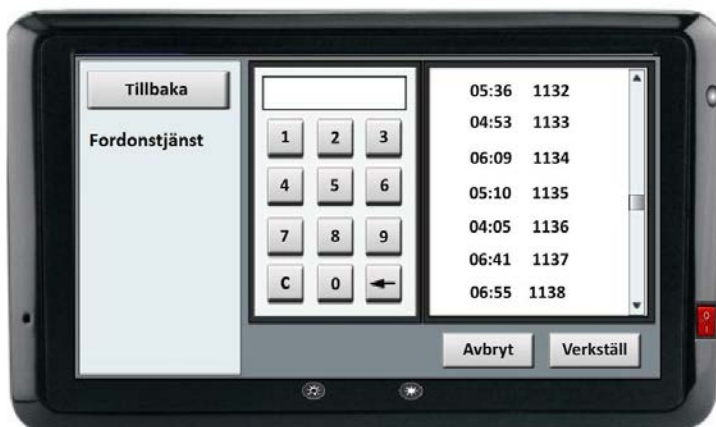 Tillbaka
Fordonstjänst
1 2 3
4 5 6
7 8 9
C 0
05:36 1132
04:53 1133
06:09 1134
05:10 1135
04:05 1136
06:41 1137
06:55 1138
Avbryt Verkställ
O
I